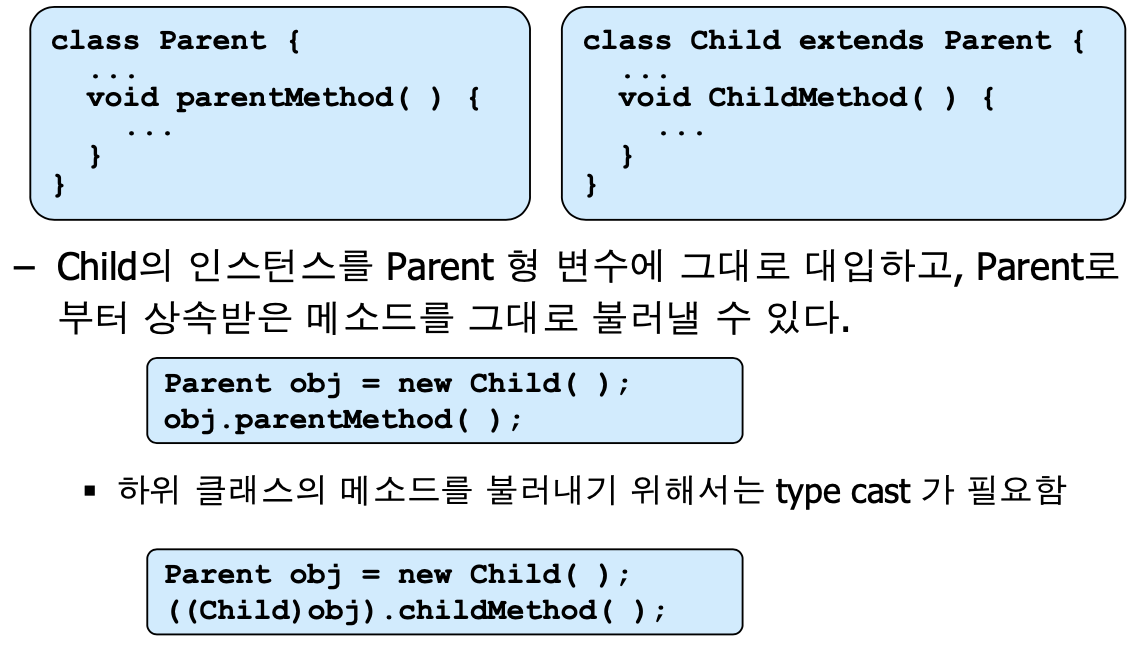 class Parent {
...
void parentMethod( ) {
...
}
}
class Child extends Parent {
...
void ChildMethod( ) {
...
}
}
– Child의 인스턴스를 Parent 형 변수에 그대로 대입하고, Parent로
부터 상속받은 메소드를 그대로 불러낼 수 있다.
Parent obj = new Child( );
obj.parentMethod( );
▪ 하위 클래스의 메소드를 불러내기 위해서는 type cast 가 필요함
Parent obj = new Child( );
((Child)obj).childMethod( );